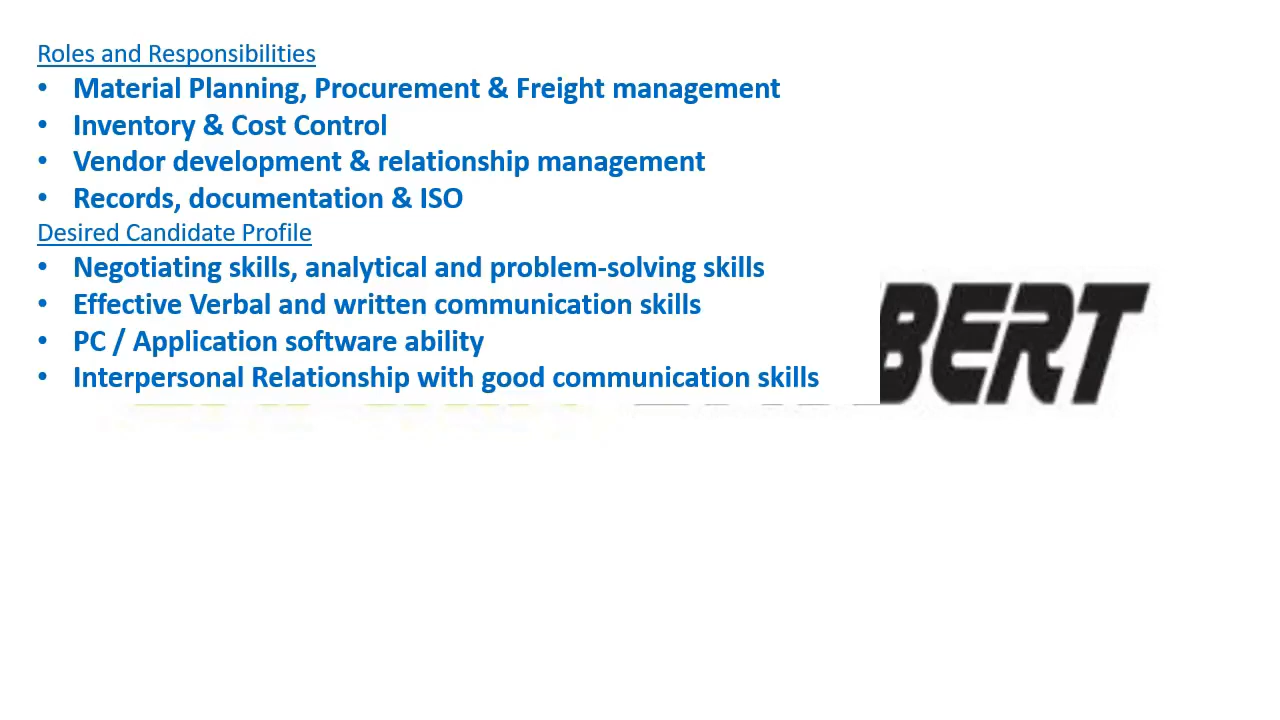 Roles and Responsibilities
• Material Planning, Procurement & Freight management
• Inventory & Cost Control
• Vendor development & relationship management
• Records, documentation & ISO
Desired Candidate Profile
• Negotiating skills, analytical and problem-solving skills
• Effective Verbal and written communication skills
• PC / Application software ability
• Interpersonal Relationship with good communication skills
BERT